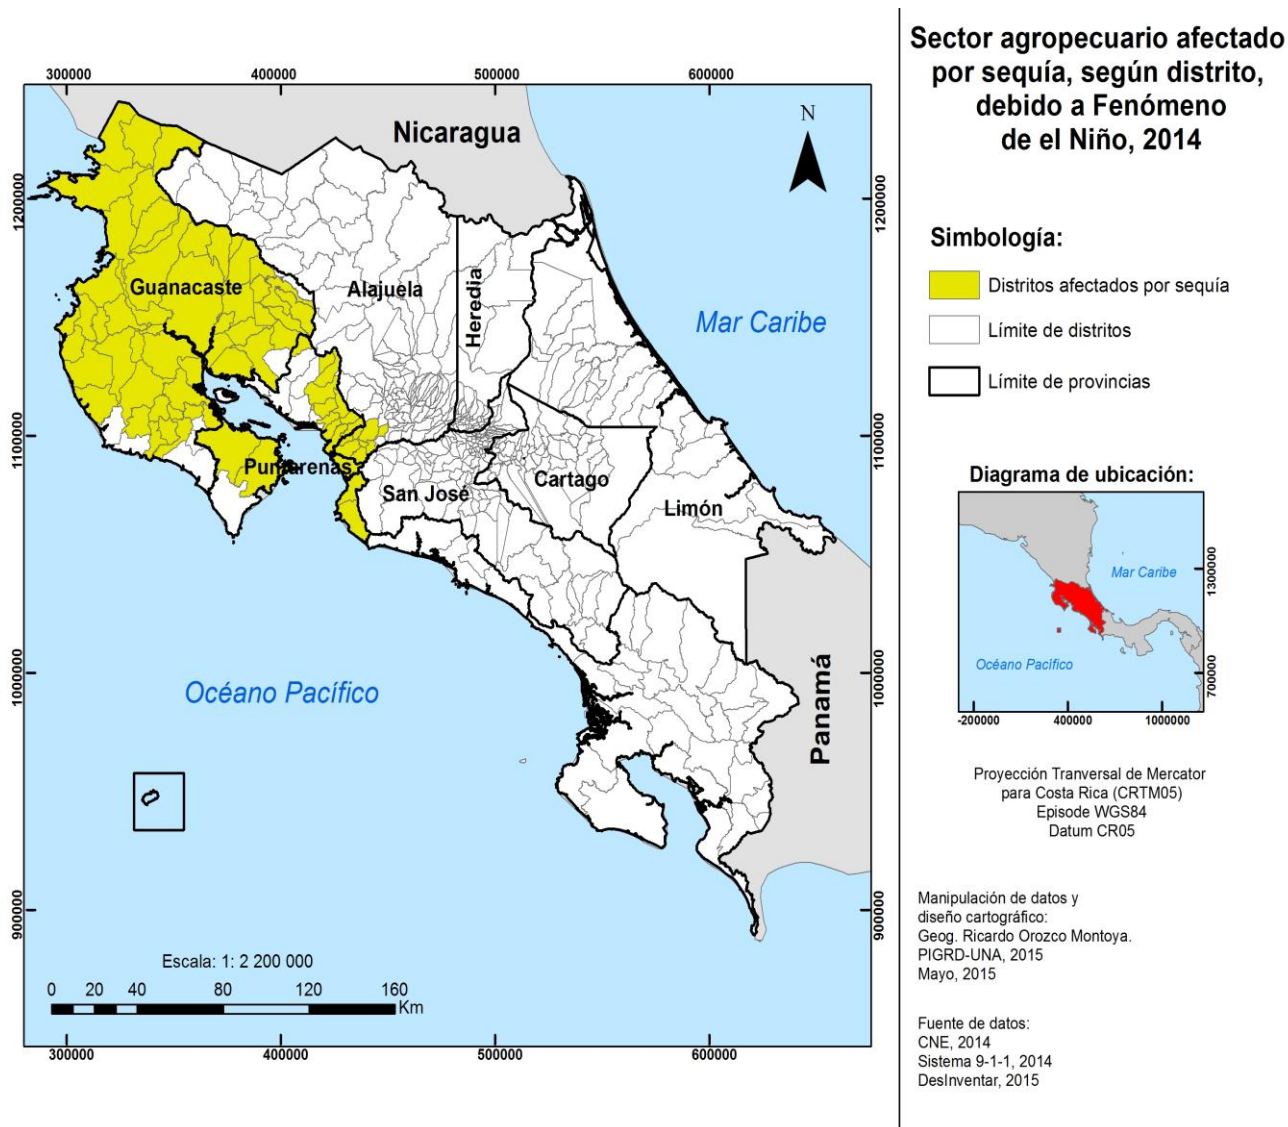 Sector agropecuario afectado
por sequía, según distrito,
debido a Fenómeno
de el Niño, 2014
300000
400000
500000
600000
1200000
1100000
1000000
900000
1200000
1100000
1000000
900000
300000
400000
500000
600000
N
Nicaragua
Guanacaste
Alajuela
Heredia
Mar Caribe
Puntarenas
San José
Cartago
Limón
Océano Pacífico
Panamá
Escala: 1: 2 200 000
0 20 40 80 120 160
Km
Simbología:
Distritos afectados por sequía
Límite de distritos
Límite de provincias
Diagrama de ubicación:
Mar Caribe
Océano Pacífico
1300000
700000
-200000 400000 1000000
Proyección Tranversal de Mercator
para Costa Rica (CRTM05)
Episode WGS84
Datum CR05
Manipulación de datos y
diseño cartográfico:
Geog. Ricardo Orozco Montoya.
PIGRD-UNA, 2015
Mayo, 2015
Fuente de datos:
CNE, 2014
Sistema 9-1-1, 2014
DesInventar, 2015